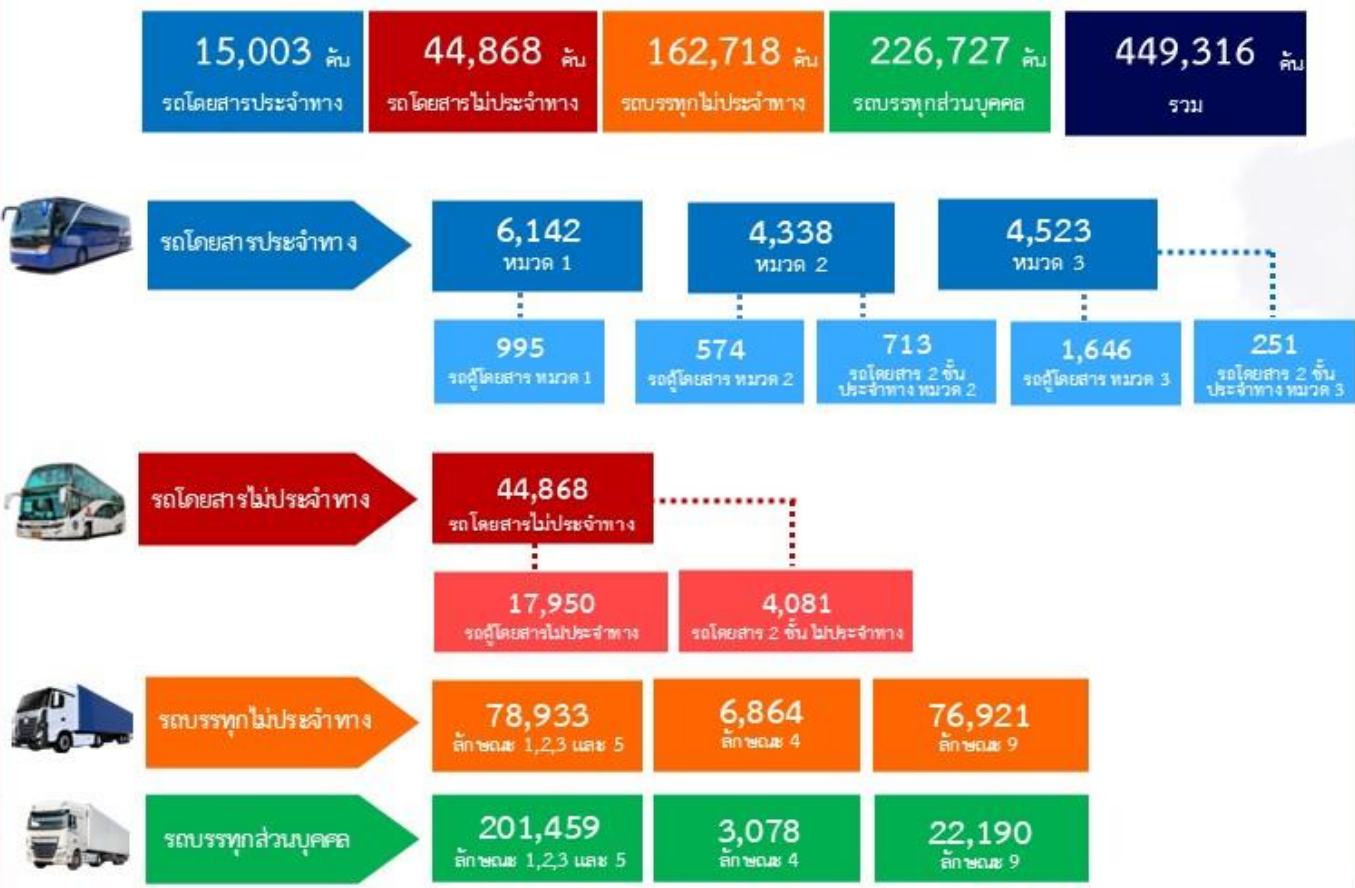 15,003 คัน
รถโดยสารประจำทาง
44,868 คัน
รถโดยสารไม่ประจำทาง
162,718 คัน
รถบรรทุกไม่ประจำทาง
226,727 คัน
รถบรรทุกส่วนบุคคล
449,316 คัน
รวม
รถโดยสารประจำทาง
6,142
หมวด 1
4,338
หมวด 2
4,523
หมวด 3
995
รถตู้โดยสาร หมวด 1
574
รถตู้โดยสาร หมวด 2
713
รถโดยสาร 2 ชั้น
ประจำทาง หมวด 2
1,646
รถตู้โดยสาร หมวด 3
251
รถโดยสาร 2 ชั้น
ประจำทาง หมวด 3
รถโดยสารไม่ประจำทาง
44,868
รถโดยสารไม่ประจำทาง
17,950
รถตู้โดยสารไม่ประจำทาง
4,081
รถโดยสาร 2 ชั้น ไม่ประจำทาง
รถบรรทุกไม่ประจำทาง
78,933
ลักษณะ 1,2,3 และ 5
6,864
ลักษณะ 4
76,921
ลักษณะ 9
รถบรรทุกส่วนบุคคล
201,459
ลักษณะ 1,2,3 และ 5
3,078
ลักษณะ 4
22,190
ลักษณะ 9